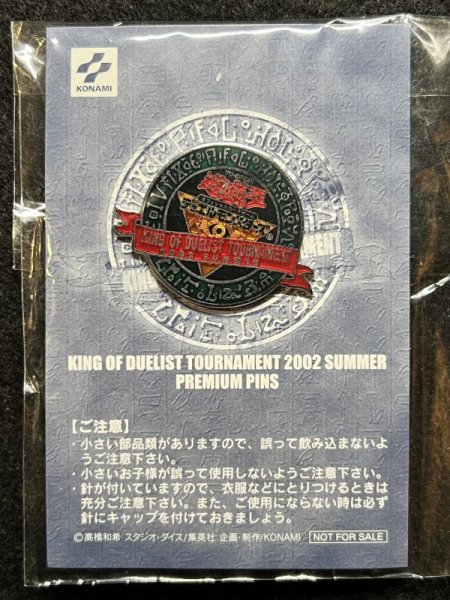 KONAMI
遊戯王
KING OF DUELIST TOURNAMENT
2002 SUMMER
KING OF DUELIST TOURNAMENT 2002 SUMMER
PREMIUM PINS
【ご注意】
・小さい部品類がありますので、誤って飲み込まないよ
うご注意下さい。
・小さいお子様が誤って使用しないようご注意下さい。
・針が付いていますので、衣服などにとりつけるときは
充分ご注意下さい。また、ご使用にならない時は必ず
針にキャップを付けておきましょう。
©高橋和希 スタジオ・ダイス/集英社 企画・制作/KONAMI NOT FOR SALE